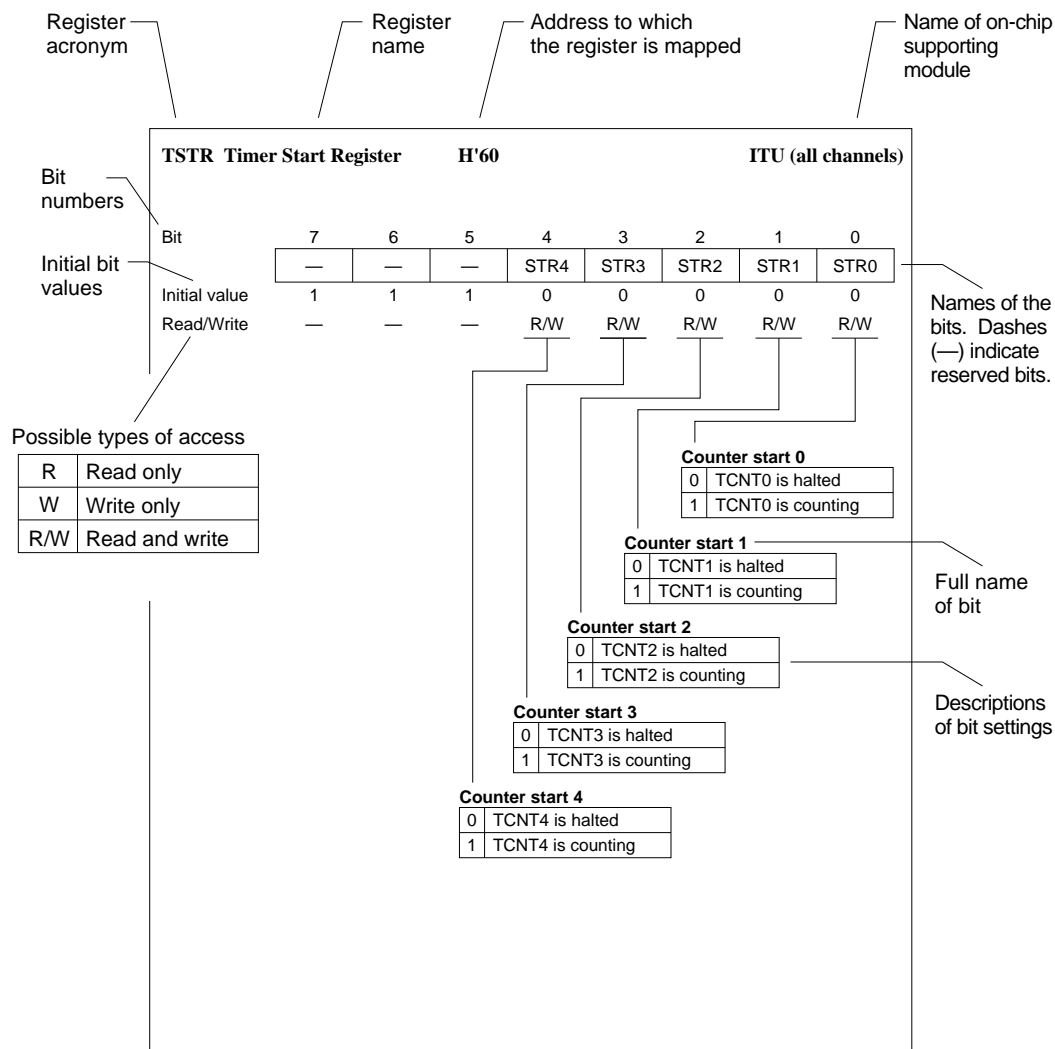 Register
acronym
Register
name
Address to which
the register is mapped
Name of on-chip
supporting
module
TSTR Timer Start Register H'60 ITU (all channels)
Bit
numbers
Bit 7 6 5 4 3 2 1 0
Initial bit
values
— — — STR4 STR3 STR2 STR1 STR0
Initial value 1 1 1 0 0 0 0 0
Read/Write — — — R/W R/W R/W R/W R/W
Names of the
bits. Dashes
(—) indicate
reserved bits.
Possible types of access
R Read only
W Write only
R/W Read and write
Counter start 0
0 TCNT0 is halted
1 TCNT0 is counting
Counter start 1
0 TCNT1 is halted
1 TCNT1 is counting
Full name
of bit
Counter start 2
0 TCNT2 is halted
1 TCNT2 is counting
Descriptions
of bit settings
Counter start 3
0 TCNT3 is halted
1 TCNT3 is counting
Counter start 4
0 TCNT4 is halted
1 TCNT4 is counting